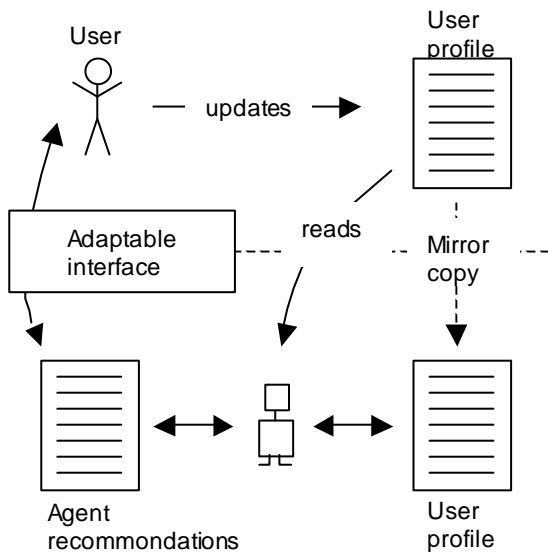 User
User
profile
updates
Adaptable
interface
reads
Mirror
copy
Agent
recommondations
User
profile